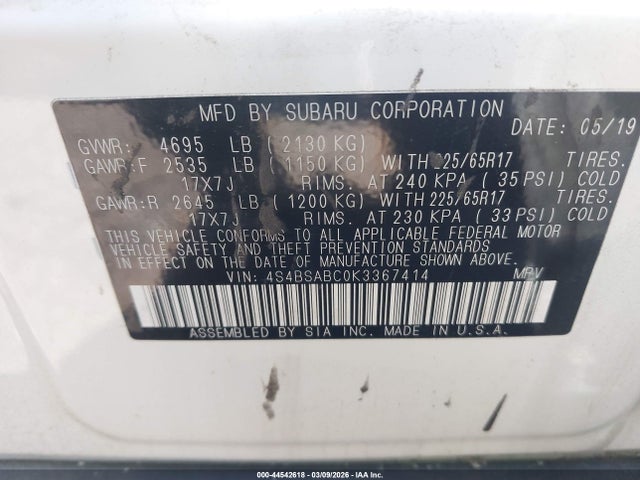 MFD BY SUBARU CORPORATION DATE: 05/19
GVWR: 4695 LB ( 2130 KG)
GAWR:F 2535 LB ( 1150 KG) WITH 225/65R17 TIRES.
17X7J RIMS. AT 240 KPA ( 35 PSI) COLD
GAWR:R 2645 LB ( 1200 KG) WITH 225/65R17 TIRES.
17X7J RIMS. AT 230 KPA ( 33 PSI) COLD
THIS VEHICLE CONFORMS TO ALL APPLICABLE FEDERAL MOTOR
VEHICLE SAFETY AND THEFT PREVENTION STANDARDS
IN EFFECT ON THE DATE OF MANUFACTURE SHOWN ABOVE.
VIN: 4S4BSABC0K3367414 MPV
ASSEMBLED BY SIA INC. MADE IN U.S.A.
000-44542618 - 03/09/2026 - IAA Inc.